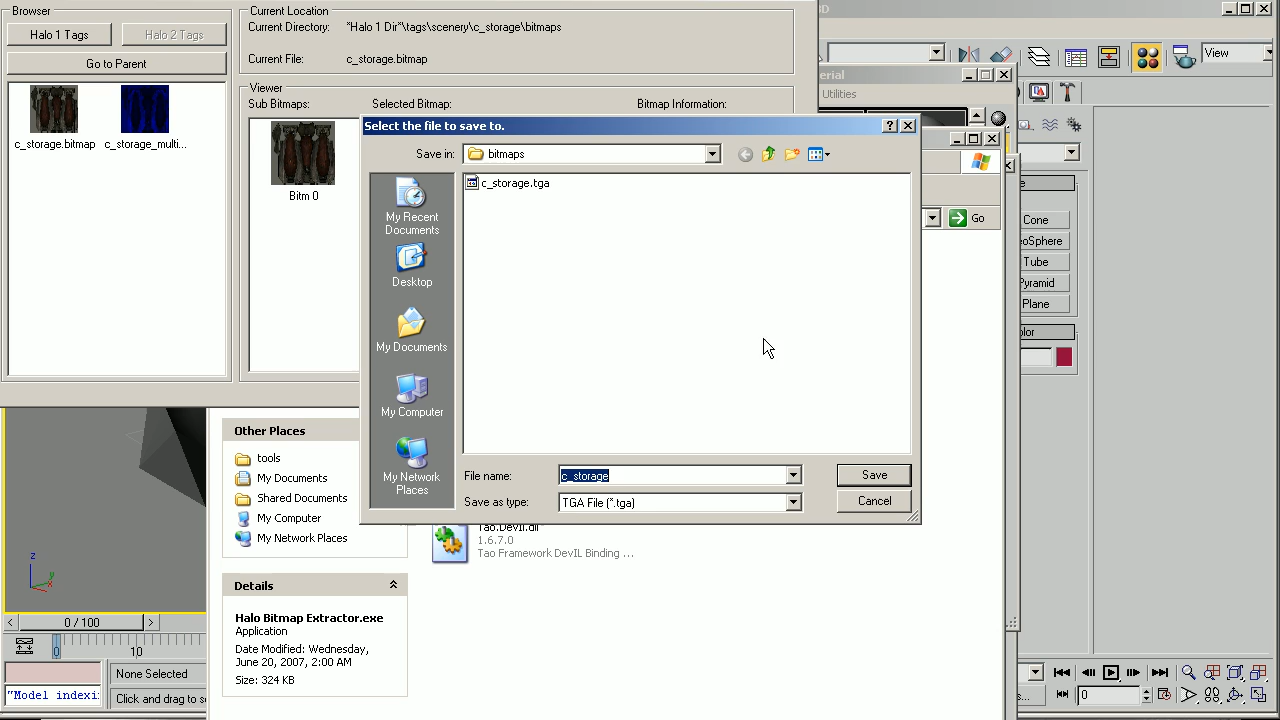 Browser
Halo 1 Tags
Halo 2 Tags
Go to Parent
c_storage.bitmap
c_storage_multi...
Current Location
Current Directory:
"Halo 1 Dir"\tags\scenery\c_storage\bitmaps
Current File:
c_storage.bitmap
Viewer
Sub Bitmaps:
Selected Bitmap:
Bitmap Information:
Bitm 0
View
erial
Utilities
Select the file to save to.
Save in:
bitmaps
c_storage.tga
My Recent
Documents
Desktop
My Documents
My Computer
My Network
Places
File name:
c_storage
Save
Save as type:
TGA File (*.tga)
Cancel
Go
Cone
oSphere
Tube
Pyramid
Plane
olor
Other Places
tools
My Documents
Shared Documents
My Computer
My Network Places
Tao.DevIl.dll
1.6.7.0
Tao Framework DevIL Binding ...
Details
Halo Bitmap Extractor.exe
Application
Date Modified: Wednesday,
June 20, 2007, 2:00 AM
Size: 324 KB
z
y
x
0 / 100
0
10
None Selected
"Model indexi
Click and drag to se
0